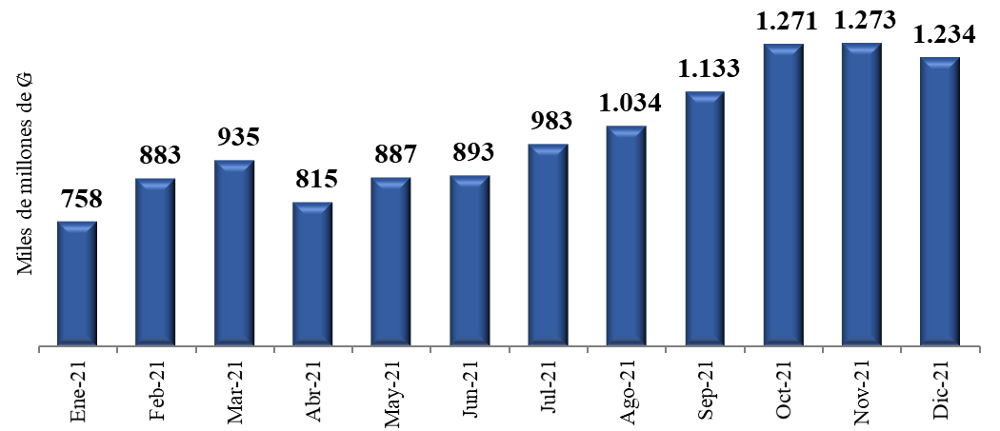 Miles de millones de ₲
758
883
935
815
887
893
983
1.034
1.133
1.271
1.273
1.234
Ene-21
Feb-21
Mar-21
Abr-21
May-21
Jun-21
Jul-21
Ago-21
Sep-21
Oct-21
Nov-21
Dic-21